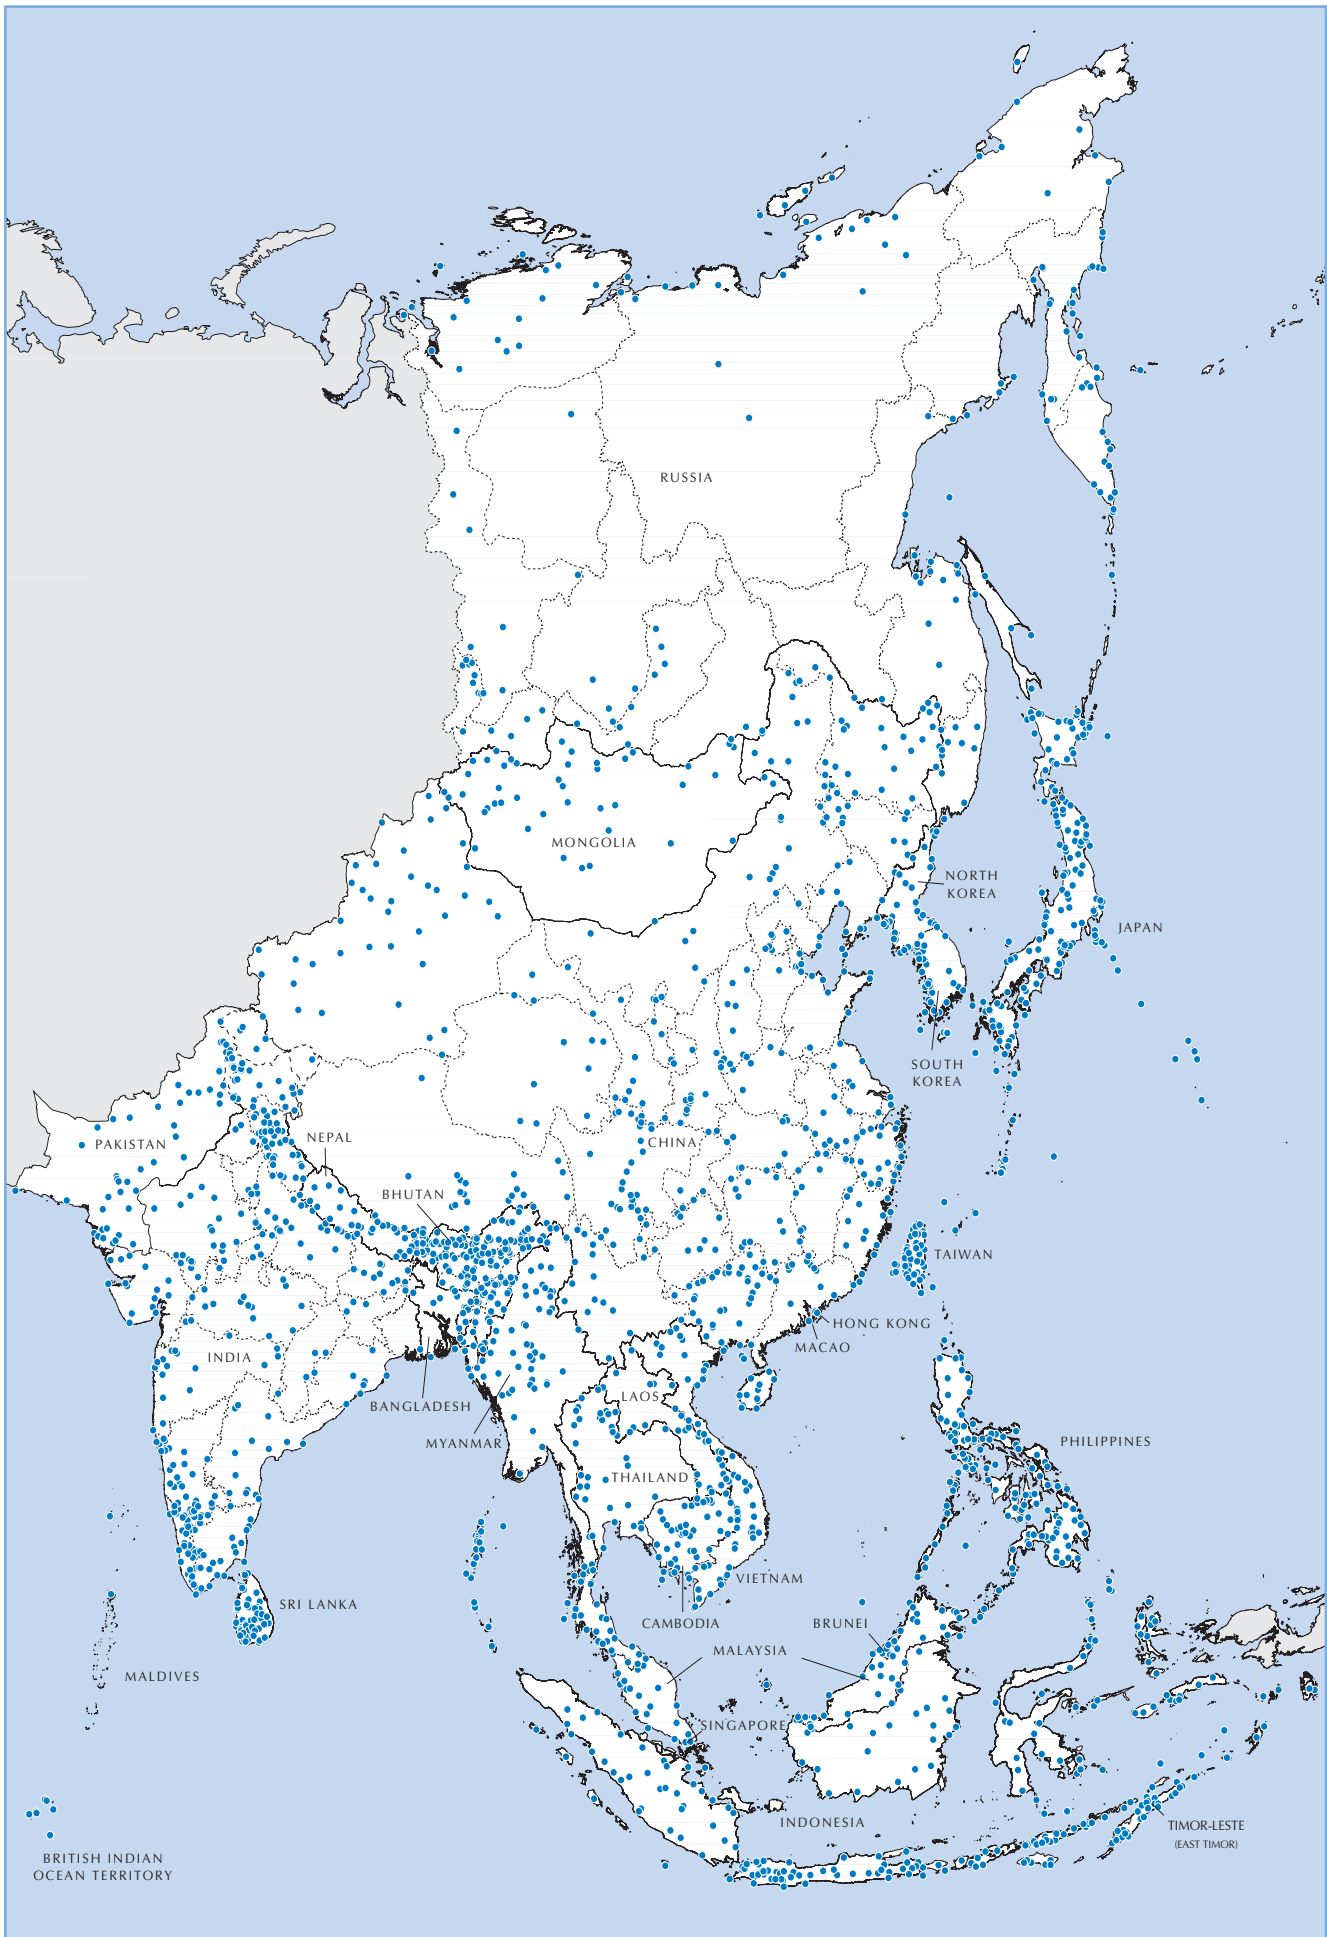 RUSSIA
MONGOLIA
NORTH
KOREA
JAPAN
SOUTH
KOREA
PAKISTAN
NEPAL
CHINA
BHUTAN
TAIWAN
HONG KONG
MACAO
INDIA
LAOS
BANGLADESH
MYANMAR
PHILIPPINES
THAILAND
VIETNAM
SRI LANKA
CAMBODIA
BRUNEI
MALAYSIA
MALDIVES
SINGAPORE
INDONESIA
TIMOR-LESTE
(EAST TIMOR)
BRITISH INDIAN
OCEAN TERRITORY